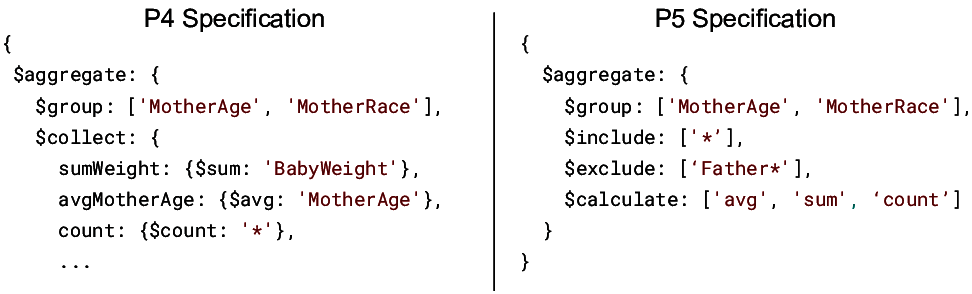 P4 Specification
{
$aggregate: {
$group: ['MotherAge', 'MotherRace'],
$collect: {
sumWeight: {$sum: 'BabyWeight'},
avgMotherAge: {$avg: 'MotherAge'},
count: {$count: '*'},
...
P5 Specification
{
$aggregate: {
$group: ['MotherAge', 'MotherRace'],
$include: ['*’],
$exclude: [‘Father*'],
$calculate: ['avg', 'sum', ‘count’]
}
}